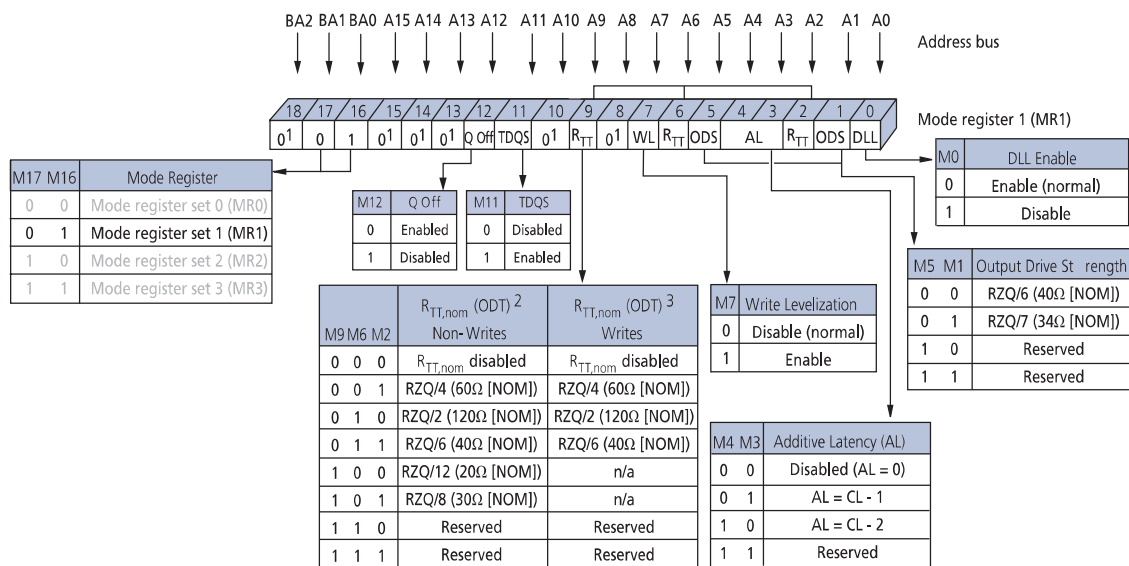 BA2 BA1 BA0 A15 A14 A13 A12 A11 A10 A9 A8 A7 A6 A5 A4 A3 A2 A1 A0
Address bus
18 17 16 15 14 13 12 11 10 9 8 7 6 5 4 3 2 1 0
Mode register 1 (MR1)
0¹ 0 1 0¹ 0¹ 0¹ Q Off TDQS 0¹ RTT 0¹ WL RTT ODS AL RTT ODS DLL
M17 M16 Mode Register
0 0 Mode register set 0 (MR0)
0 1 Mode register set 1 (MR1)
1 0 Mode register set 2 (MR2)
1 1 Mode register set 3 (MR3)
M12 Q Off
0 Enabled
1 Disabled
M11 TDQS
0 Disabled
1 Enabled
M0 DLL Enable
0 Enable (normal)
1 Disable
M5 M1 Output Drive St rength
0 0 RZQ/6 (40Ω [NOM])
0 1 RZQ/7 (34Ω [NOM])
1 0 Reserved
1 1 Reserved
M7 Write Levelization
0 Disable (normal)
1 Enable
RTT,nom (ODT) 2 RTT,nom (ODT) 3
M9 M6 M2 Non-Writes Writes
0 0 0 RTT,nom disabled RTT,nom disabled
0 0 1 RZQ/4 (60Ω [NOM]) RZQ/4 (60Ω [NOM])
0 1 0 RZQ/2 (120Ω [NOM]) RZQ/2 (120Ω [NOM])
0 1 1 RZQ/6 (40Ω [NOM]) RZQ/6 (40Ω [NOM])
1 0 0 RZQ/12 (20Ω [NOM]) n/a
1 0 1 RZQ/8 (30Ω [NOM]) n/a
1 1 0 Reserved Reserved
1 1 1 Reserved Reserved
M4 M3 Additive Latency (AL)
0 0 Disabled (AL = 0)
0 1 AL = CL - 1
1 0 AL = CL - 2
1 1 Reserved